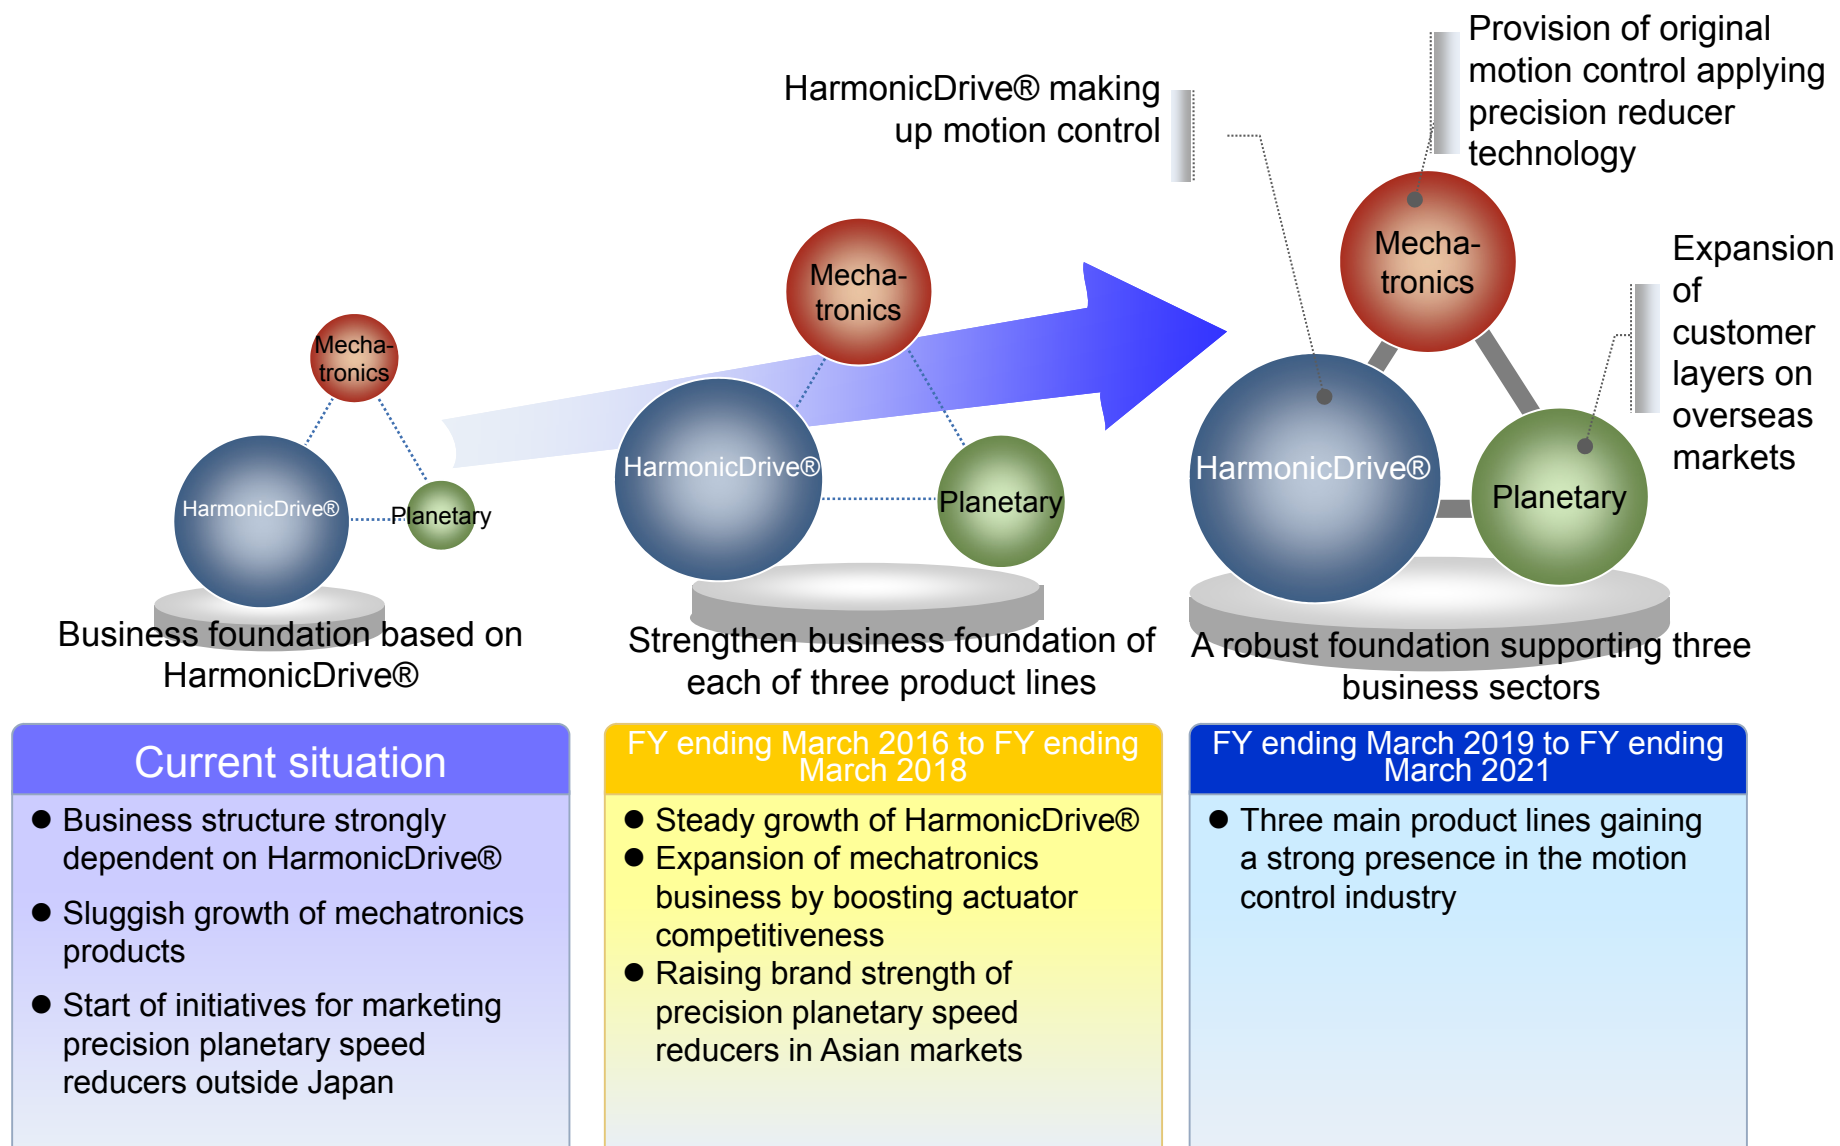 Provision of original
motion control applying
precision reducer
technology
HarmonicDrive® making
up motion control
Expansion
of
customer
layers on
overseas
markets
Mecha-
tronics
HarmonicDrive®
Planetary
Mecha-
tronics
HarmonicDrive®
Planetary
Mecha-
tronics
HarmonicDrive®
Planetary
Business foundation based on
HarmonicDrive®
Strengthen business foundation of
each of three product lines
A robust foundation supporting three
business sectors
Current situation
● Business structure strongly
dependent on HarmonicDrive®
● Sluggish growth of mechatronics
products
● Start of initiatives for marketing
precision planetary speed
reducers outside Japan
FY ending March 2016 to FY ending
March 2018
● Steady growth of HarmonicDrive®
● Expansion of mechatronics
business by boosting actuator
competitiveness
● Raising brand strength of
precision planetary speed
reducers in Asian markets
FY ending March 2019 to FY ending
March 2021
● Three main product lines gaining
a strong presence in the motion
control industry